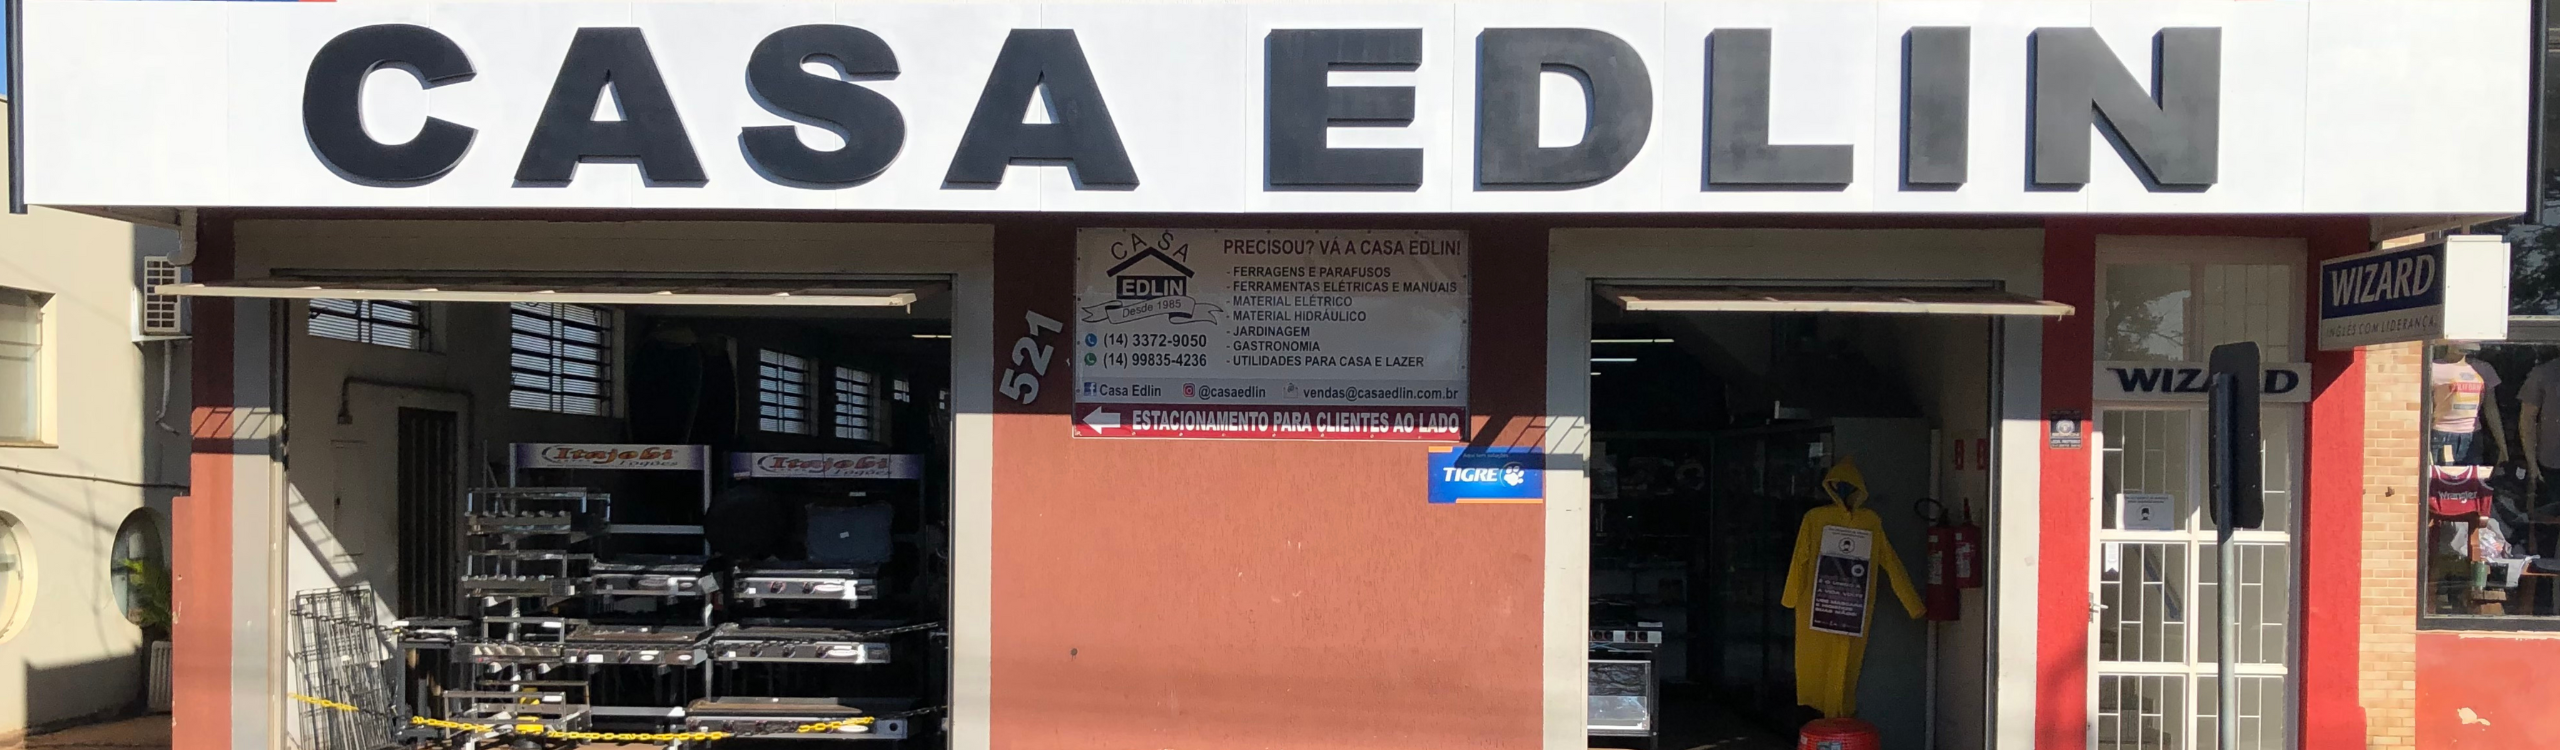 CASA EDLIN
CASA
EDLIN
Desde 1985
PRECISOU? VÁ A CASA EDLIN!
- FERRAGENS E PARAFUSOS
- FERRAMENTAS ELÉTRICAS E MANUAIS
- MATERIAL ELÉTRICO
- MATERIAL HIDRÁULICO
- JARDINAGEM
- GASTRONOMIA
- UTILIDADES PARA CASA E LAZER
(14) 3372-9050
(14) 99835-4236
Casa Edlin @casaedlin vendas@casaedlin.com.br
ESTACIONAMENTO PARA CLIENTES AO LADO
521
TIGRE
Itajobi
Fogões
Itajobi
Fogões
WIZARD
INGLÊS COM LIDERANÇA.
WIZ D
Wrangler